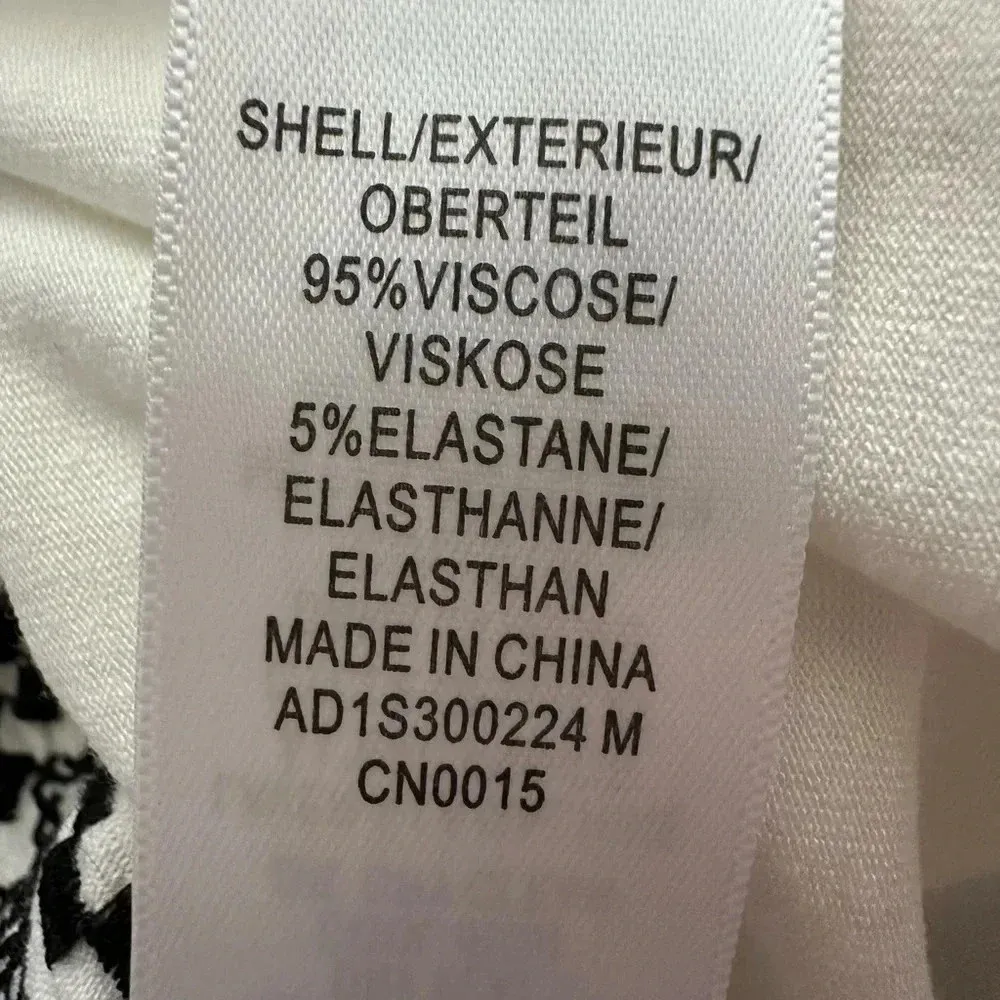 SHELL/EXTERIEUR/
OBERTEIL
95%VISCOSE/
VISKOSE
5%ELASTANE/
ELASTHANNE/
ELASTHAN
MADE IN CHINA
AD1S300224 M
CN0015